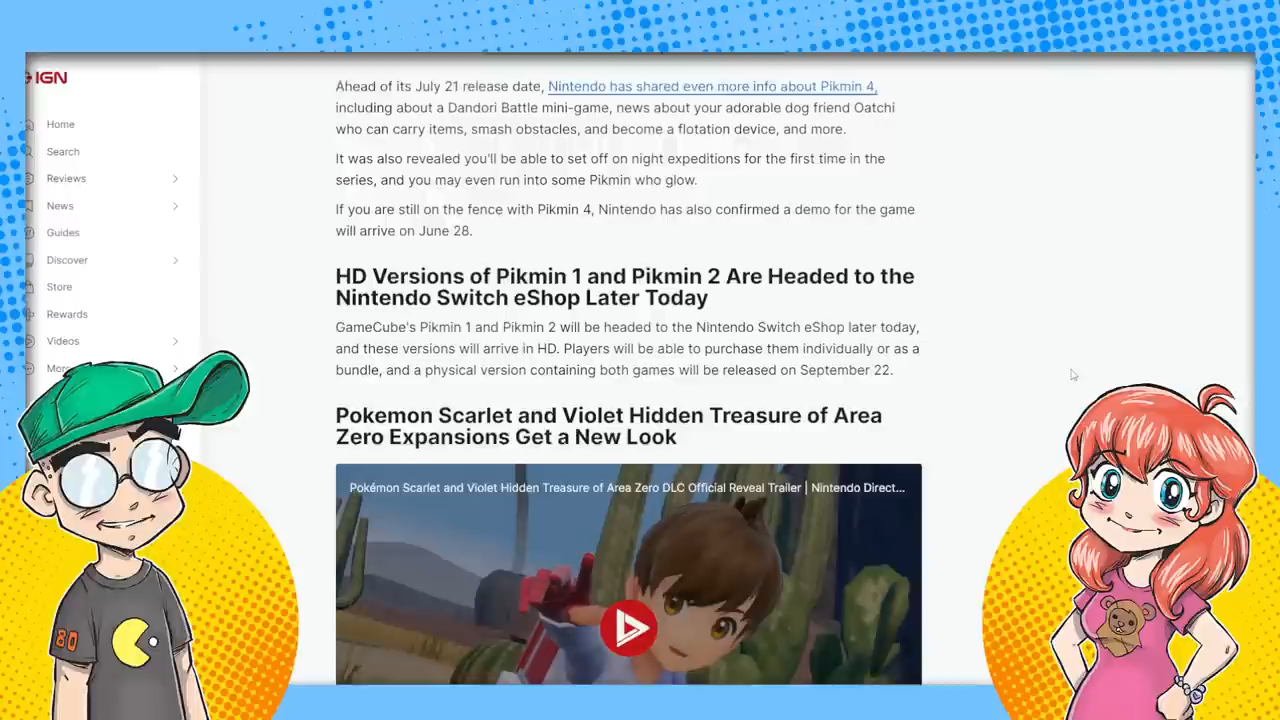 IGN
Home
Search
Reviews
News
Guides
Discover
Store
Rewards
Videos
Ahead of its July 21 release date, Nintendo has shared even more info about Pikmin 4,
including about a Dandori Battle mini-game, news about your adorable dog friend Oatchi
who can carry items, smash obstacles, and become a flotation device, and more.
It was also revealed you'll be able to set off on night expeditions for the first time in the
series, and you may even run into some Pikmin who glow.
If you are still on the fence with Pikmin 4, Nintendo has also confirmed a demo for the game
will arrive on June 28.
HD Versions of Pikmin 1 and Pikmin 2 Are Headed to the
Nintendo Switch eShop Later Today
GameCube's Pikmin 1 and Pikmin 2 will be headed to the Nintendo Switch eShop later today,
and these versions will arrive in HD. Players will be able to purchase them individually or as a
bundle, and a physical version containing both games will be released on September 22.
Pokemon Scarlet and Violet Hidden Treasure of Area
Zero Expansions Get a New Look
Pokémon Scarlet and Violet Hidden Treasure of Area Zero DLC Official Reveal Trailer | Nintendo Direct...
80